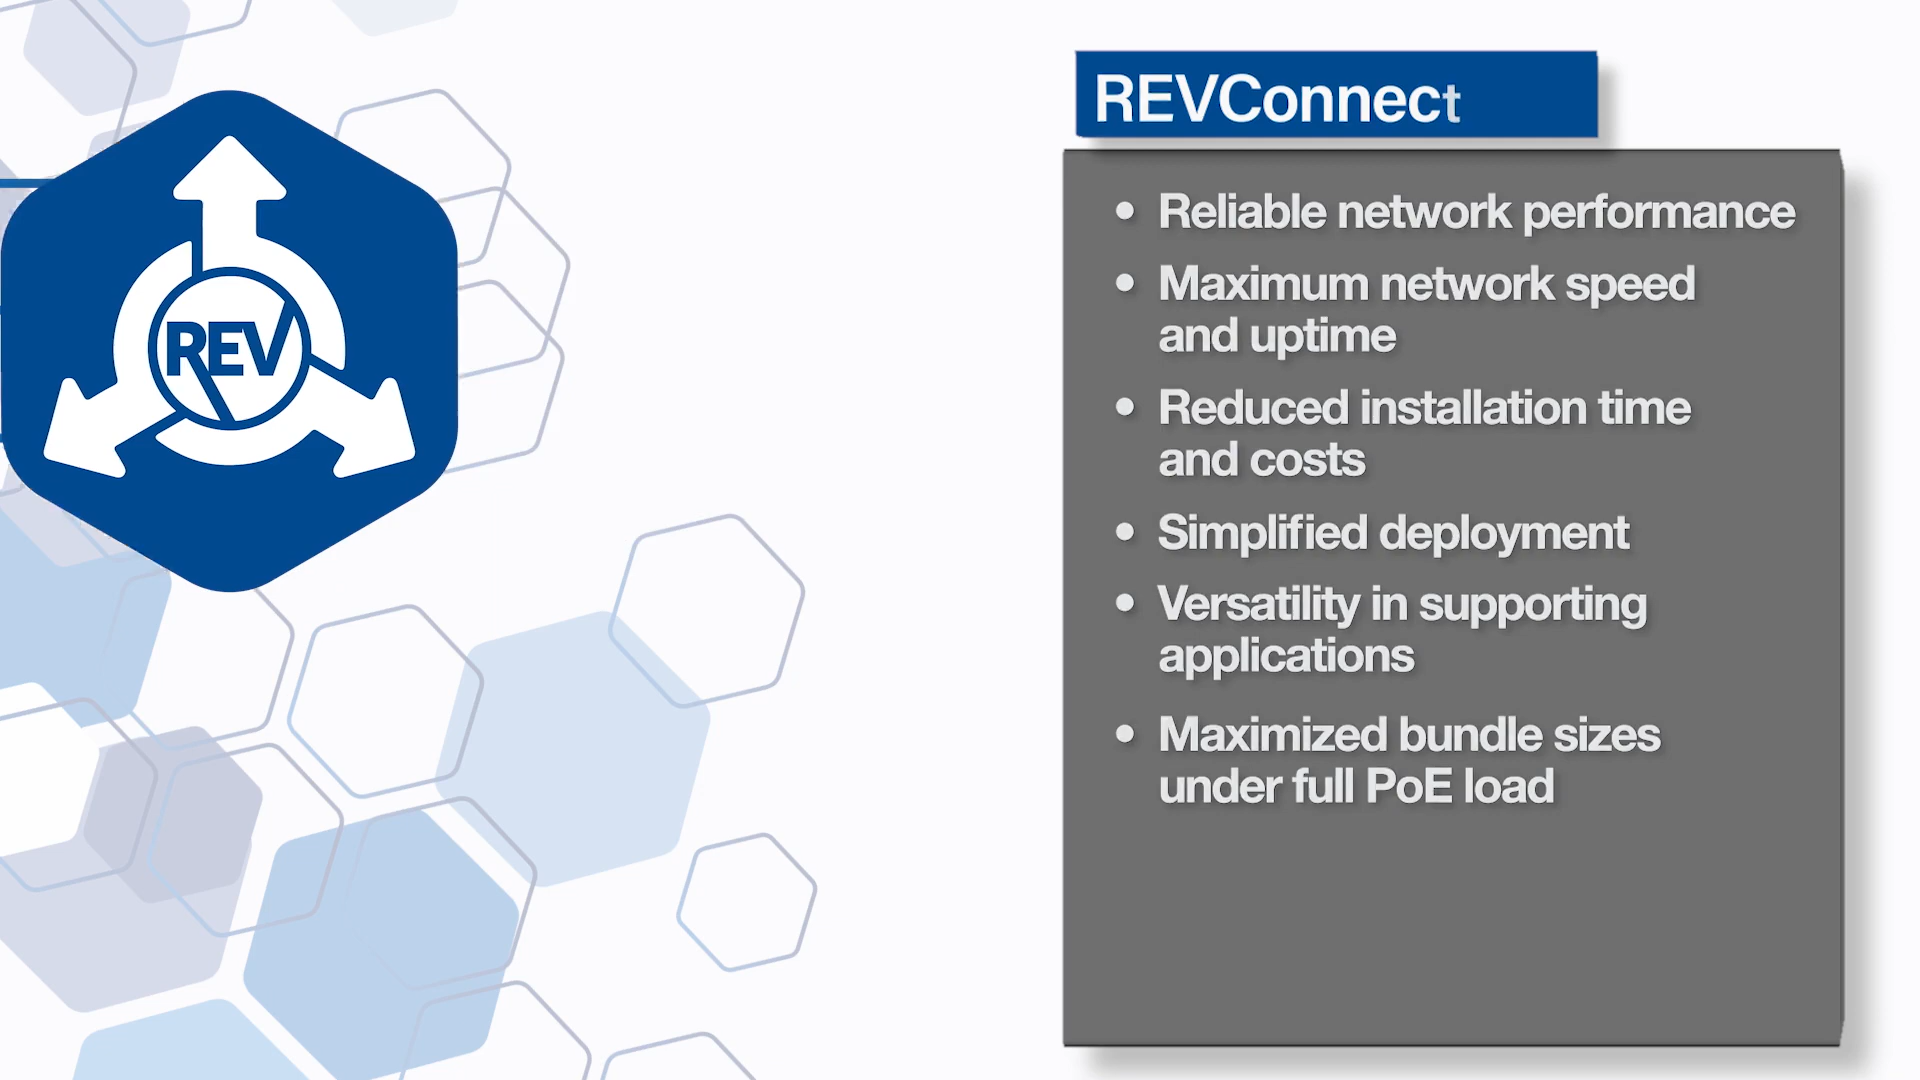 REVConnect
REV
• Reliable network performance
• Maximum network speed
and uptime
• Reduced installation time
and costs
• Simplified deployment
• Versatility in supporting
applications
• Maximized bundle sizes
under full PoE load